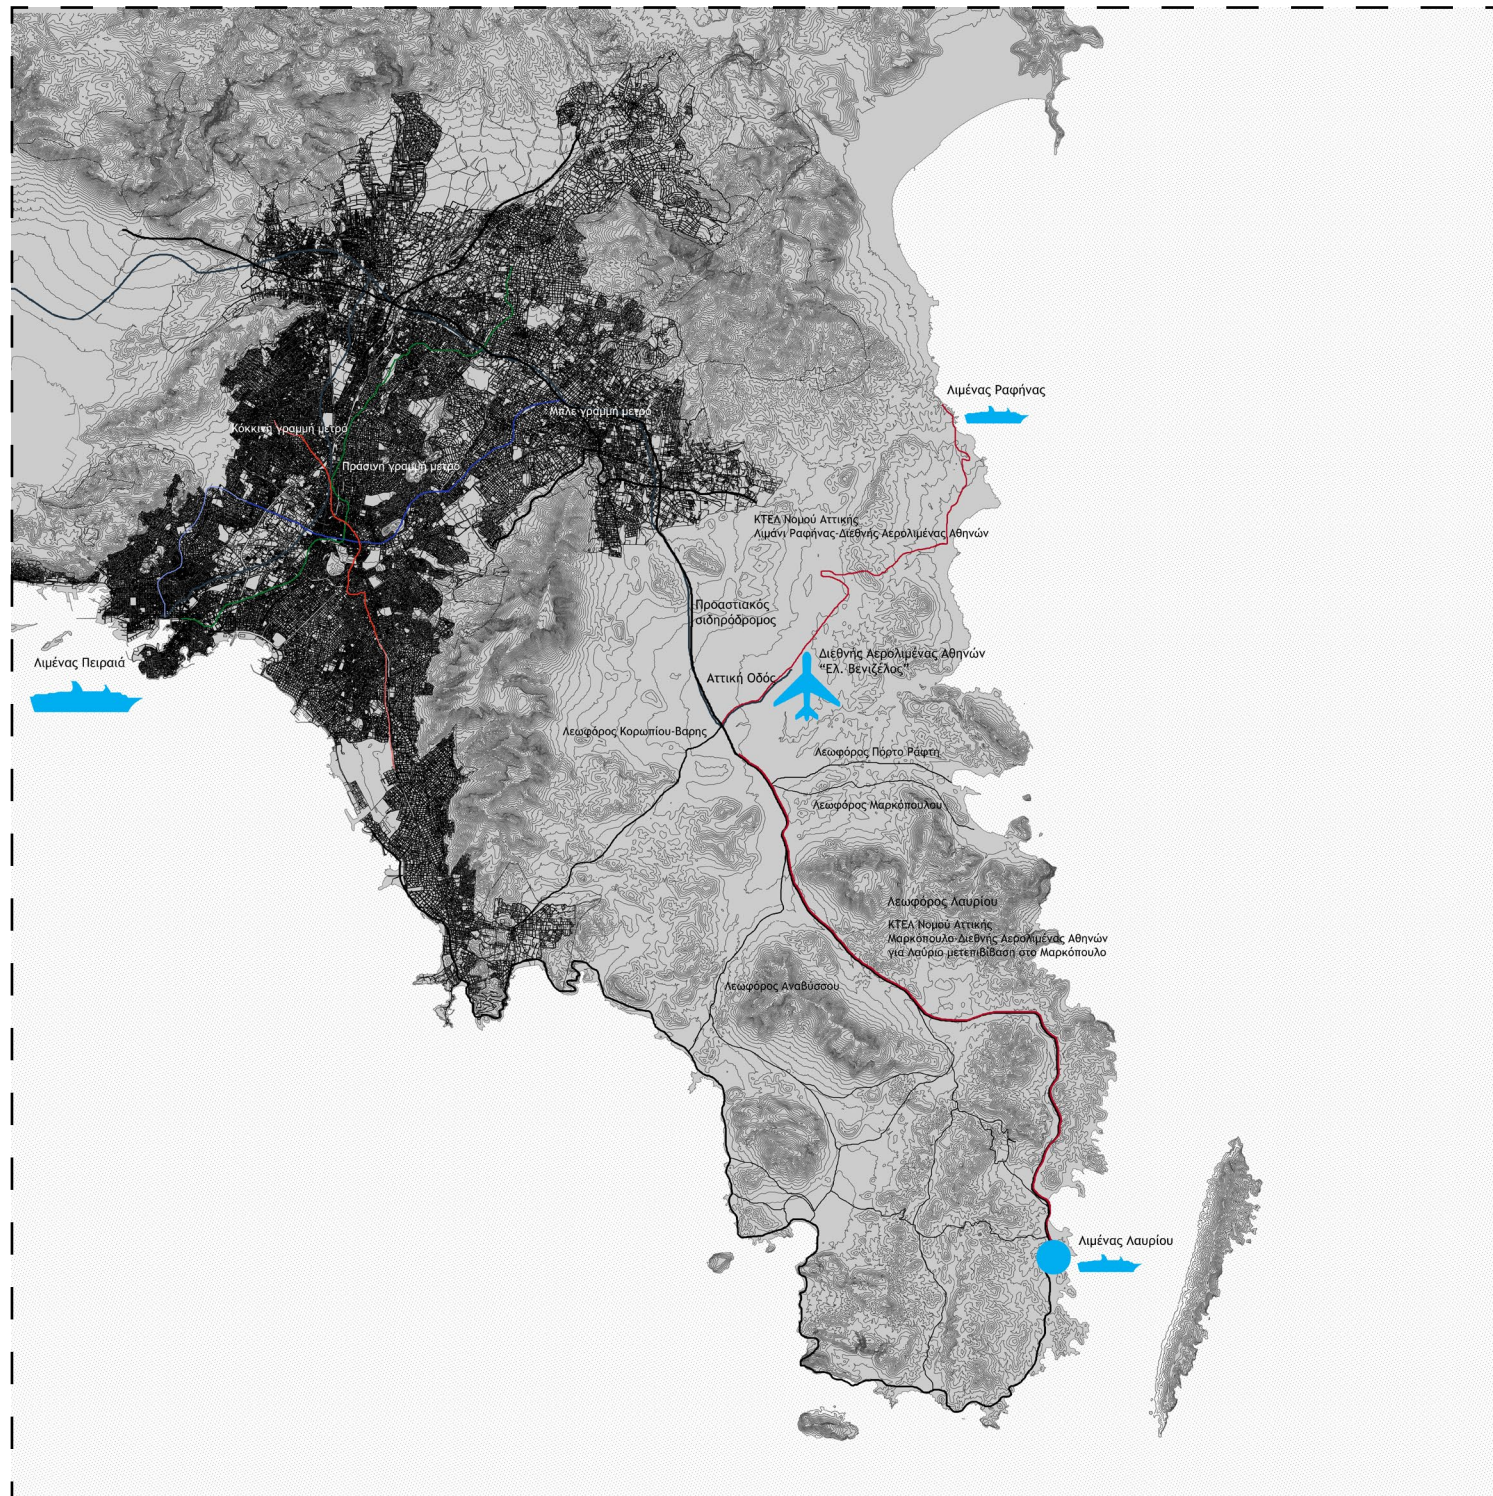 Λιμένας Ραφήνας
Μπλε γραμμή μετρό
Κόκκινη γραμμή μετρό
Πράσινη γραμμή μετρό
ΚΤΕΛ Νομού Αττικής
Λιμάνι Ραφήνας-Διεθνής Αερολιμένας Αθηνών
Προαστιακός
σιδηρόδρομος
Λιμένας Πειραιά
Διεθνής Αερολιμένας Αθηνών
“Ελ. Βενιζέλος”
Αττική Οδός
Λεωφόρος Κορωπίου-Βαρης
Λεωφόρος Πόρτο Ράφτη
Λεωφόρος Μαρκόπουλου
Λεωφόρος Λαυρίου
ΚΤΕΛ Νομού Αττικής
Μαρκόπουλο-Διεθνής Αερολιμένας Αθηνών
για Λαύριο μετεπιβίβαση στο Μαρκόπουλο
Λεωφόρος Αναβύσσου
Λιμένας Λαυρίου